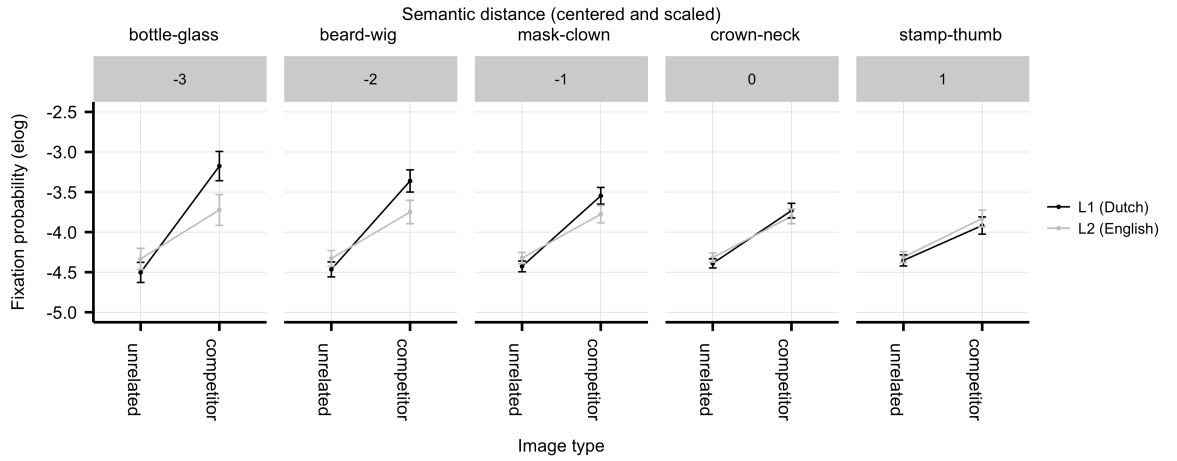 Semantic distance (centered and scaled)
bottle-glass beard-wig mask-clown crown-neck stamp-thumb
-3 -2 -1 0 1
Fixation probability (elog)
-2.5
-3.0
-3.5
-4.0
-4.5
-5.0
L1 (Dutch)
L2 (English)
unrelated competitor unrelated competitor unrelated competitor unrelated competitor unrelated competitor
Image type